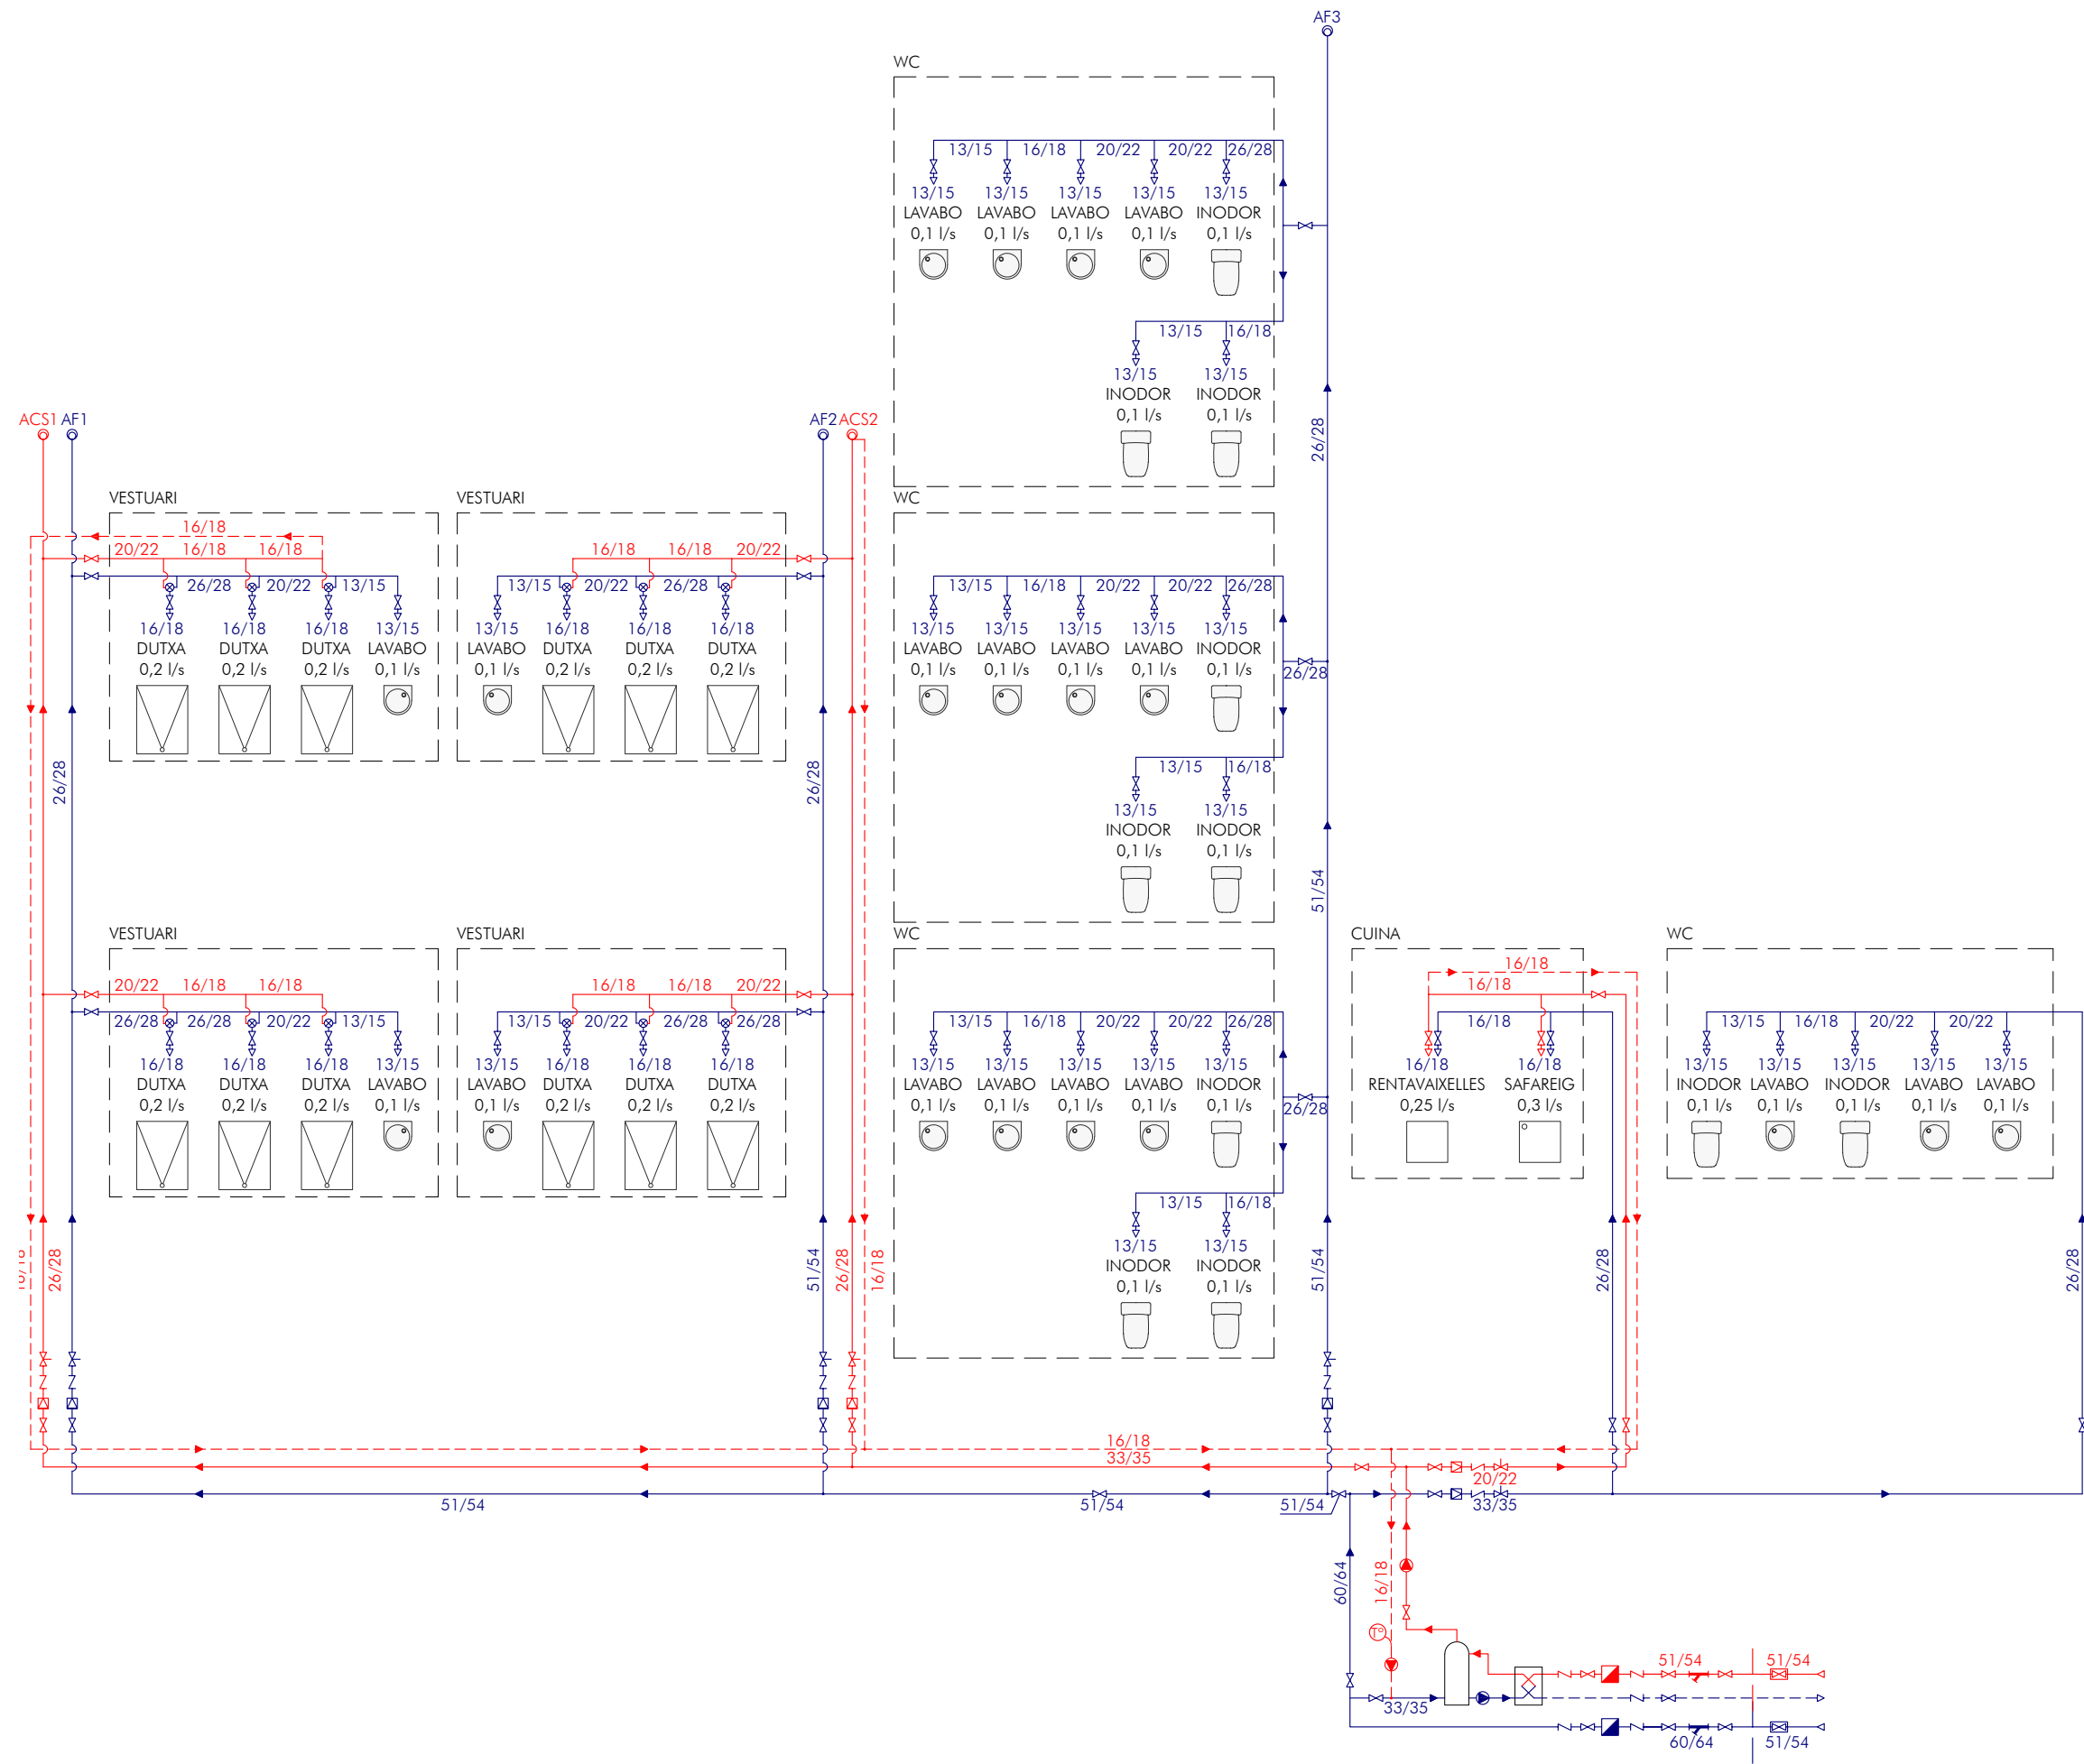 AF3
WC
13/15 16/18 20/22 20/22 26/28
13/15 13/15 13/15 13/15 13/15
LAVABO LAVABO LAVABO LAVABO INODOR
0,1 l/s 0,1 l/s 0,1 l/s 0,1 l/s 0,1 l/s
13/15 16/18
13/15 13/15
INODOR INODOR
0,1 l/s 0,1 l/s
26/28
ACS1 AF1 AF2 ACS2
VESTUARI
16/18
20/22 16/18 16/18
26/28 20/22 13/15
16/18 16/18 16/18 13/15
DUTXA DUTXA DUTXA LAVABO
0,2 l/s 0,2 l/s 0,2 l/s 0,1 l/s
VESTUARI
16/18 16/18 20/22
13/15 20/22 26/28
13/15 16/18 16/18 16/18
LAVABO DUTXA DUTXA DUTXA
0,1 l/s 0,2 l/s 0,2 l/s 0,2 l/s
WC
13/15 16/18 20/22 20/22 26/28
13/15 13/15 13/15 13/15 13/15
LAVABO LAVABO LAVABO LAVABO INODOR
0,1 l/s 0,1 l/s 0,1 l/s 0,1 l/s 0,1 l/s
26/28
13/15 16/18
13/15 13/15
INODOR INODOR
0,1 l/s 0,1 l/s
26/28
26/28
51/54
VESTUARI
20/22 16/18 16/18
26/28 26/28 20/22 13/15
16/18 16/18 16/18 13/15
DUTXA DUTXA DUTXA LAVABO
0,2 l/s 0,2 l/s 0,2 l/s 0,1 l/s
VESTUARI
16/18 16/18 20/22
13/15 20/22 26/28 26/28
13/15 16/18 16/18 16/18
LAVABO DUTXA DUTXA DUTXA
0,1 l/s 0,2 l/s 0,2 l/s 0,2 l/s
WC
13/15 16/18 20/22 20/22 26/28
13/15 13/15 13/15 13/15 13/15
LAVABO LAVABO LAVABO LAVABO INODOR
0,1 l/s 0,1 l/s 0,1 l/s 0,1 l/s 0,1 l/s
26/28
13/15 16/18
13/15 13/15
INODOR INODOR
0,1 l/s 0,1 l/s
CUINA
16/18
16/18
16/18
16/18 16/18
RENTAVAIXELLES SAFAREIG
0,25 l/s 0,3 l/s
WC
13/15 16/18 20/22 20/22
13/15 13/15 13/15 13/15 13/15
INODOR LAVABO INODOR LAVABO LAVABO
0,1 l/s 0,1 l/s 0,1 l/s 0,1 l/s 0,1 l/s
26/28
51/54
26/28
16/18
51/54
26/28
26/28
16/18
33/35
20/22
51/54
51/54
51/54
33/35
60/64
16/18
T°
33/35
51/54
51/54
60/64
51/54